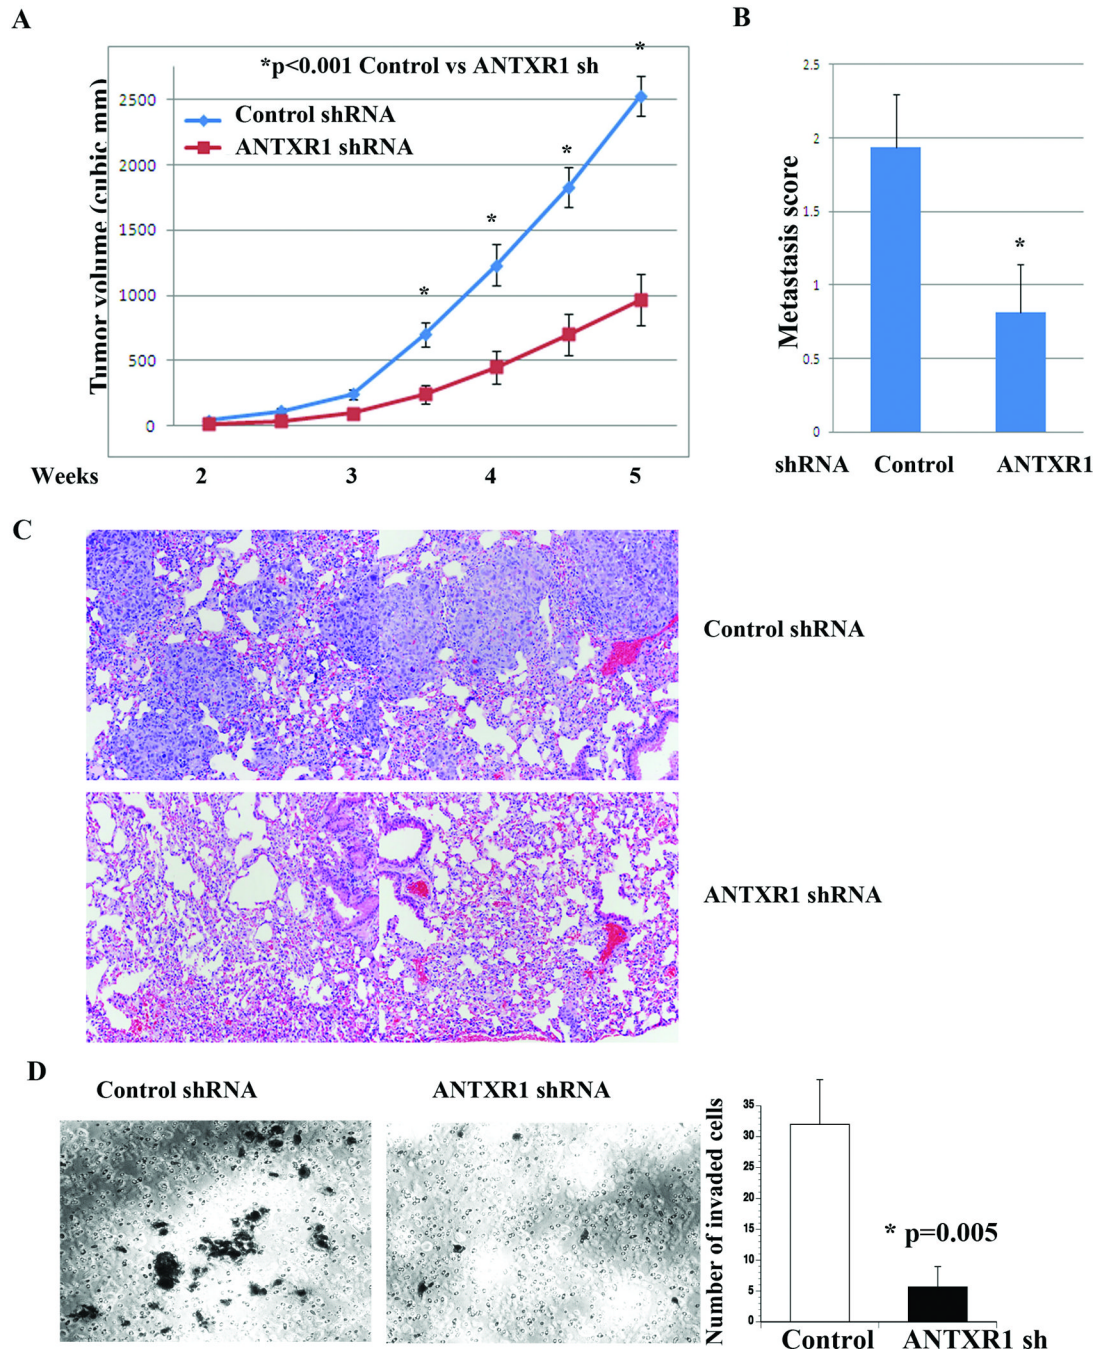 A
*p<0.001 Control vs ANTXR1 sh
Control shRNA
ANTXR1 shRNA
Tumor volume (cubic mm)
2500
2000
1500
1000
500
0
Weeks 2 3 4 5
*
*
*
*
B
Metastasis score
2.5
2
1.5
1
0.5
0
*
shRNA Control ANTXR1
C
Control shRNA
ANTXR1 shRNA
D
Control shRNA ANTXR1 shRNA
Number of invaded cells
35
30
25
20
15
10
5
0
* p=0.005
Control ANTXR1 sh